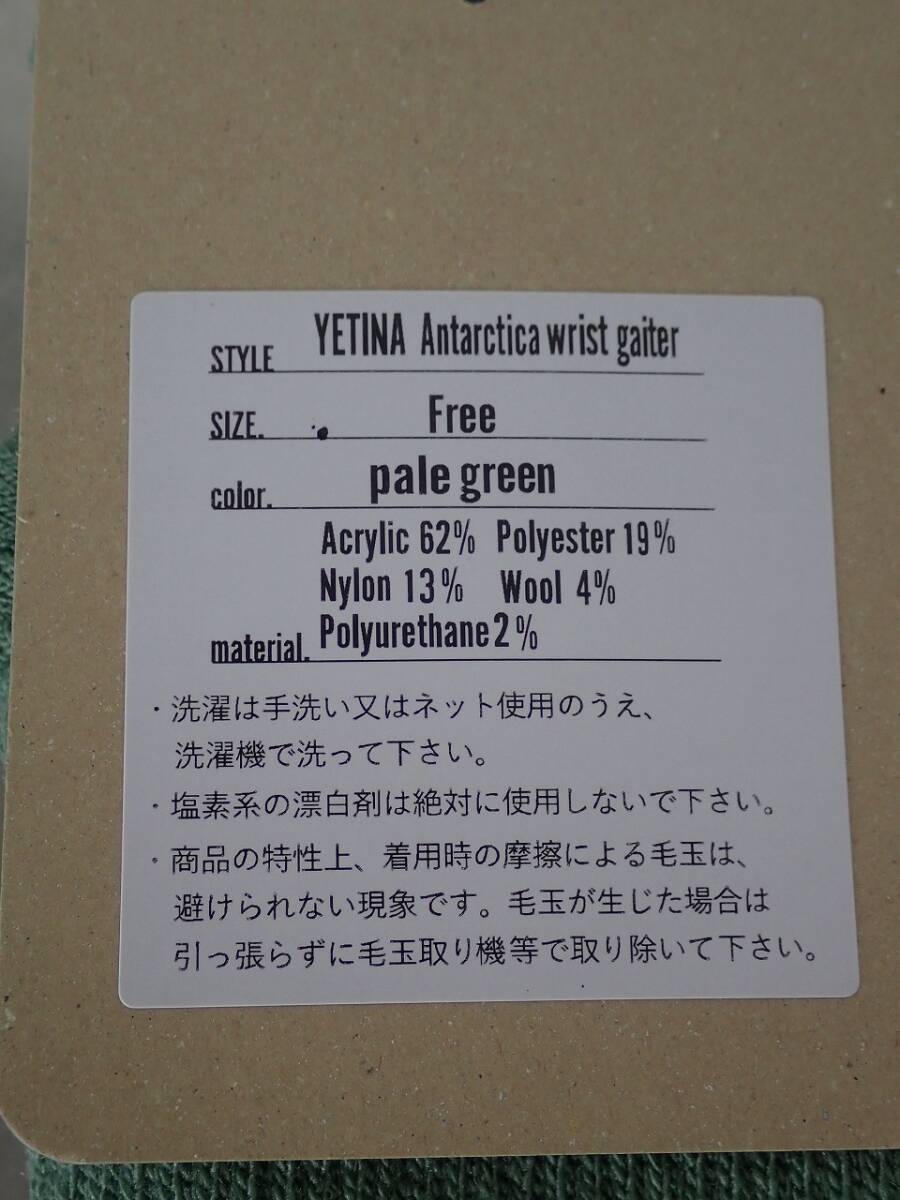 STYLE YETINA Antarctica wrist gaiter
SIZE. Free
color. pale green
Acrylic 62% Polyester 19%
Nylon 13% Wool 4%
material. Polyurethane 2%
・洗濯は手洗い又はネット使用のうえ、
洗濯機で洗って下さい。
・塩素系の漂白剤は絶対に使用しないで下さい。
・商品の特性上、着用時の摩擦による毛玉は、
避けられない現象です。毛玉が生じた場合は
引っ張らずに毛玉取り機等で取り除いて下さい。